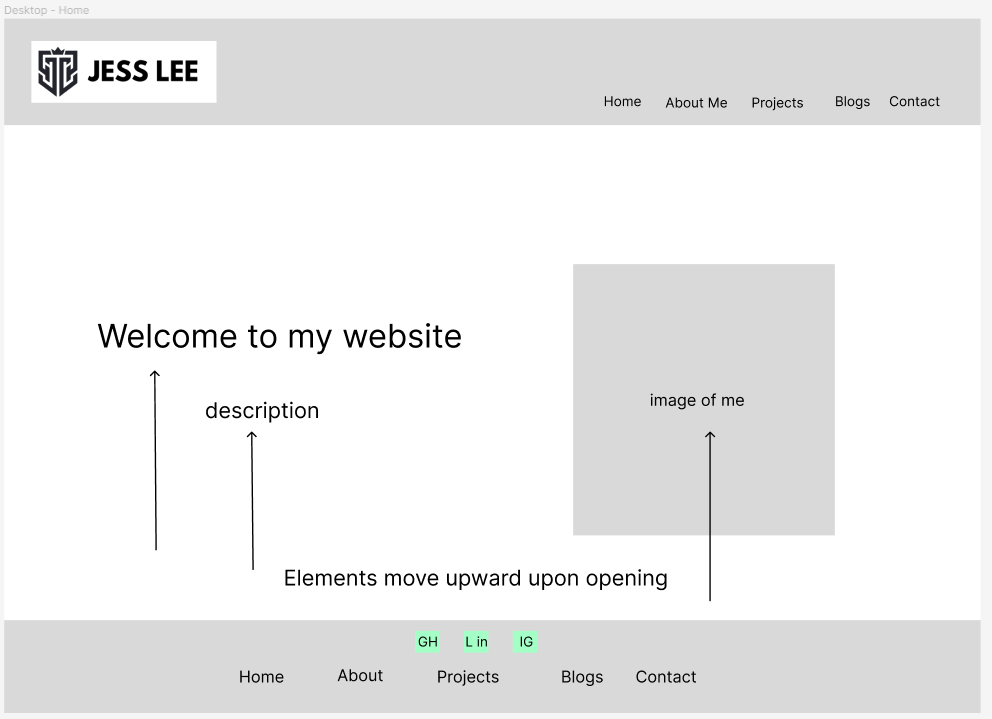 Desktop - Home
JESS LEE
Home About Me Projects Blogs Contact
Welcome to my website
description
image of me
Elements move upward upon opening
GH L in IG
Home About Projects Blogs Contact